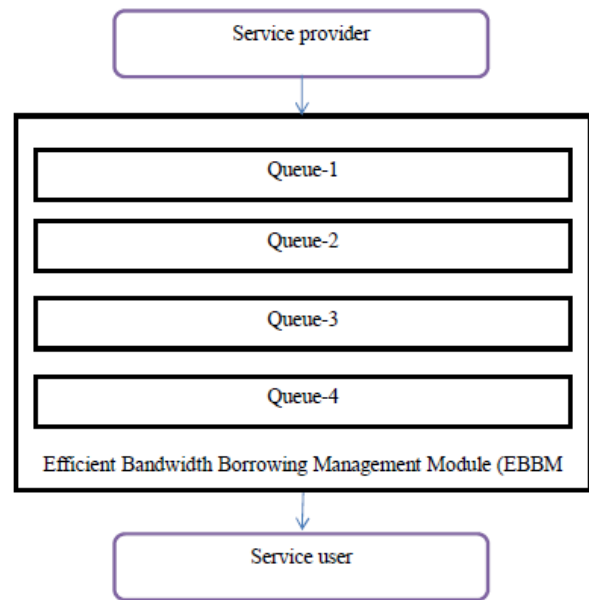 Service provider
Queue-1
Queue-2
Queue-3
Queue-4
Efficient Bandwidth Borrowing Management Module (EBBM
Service user